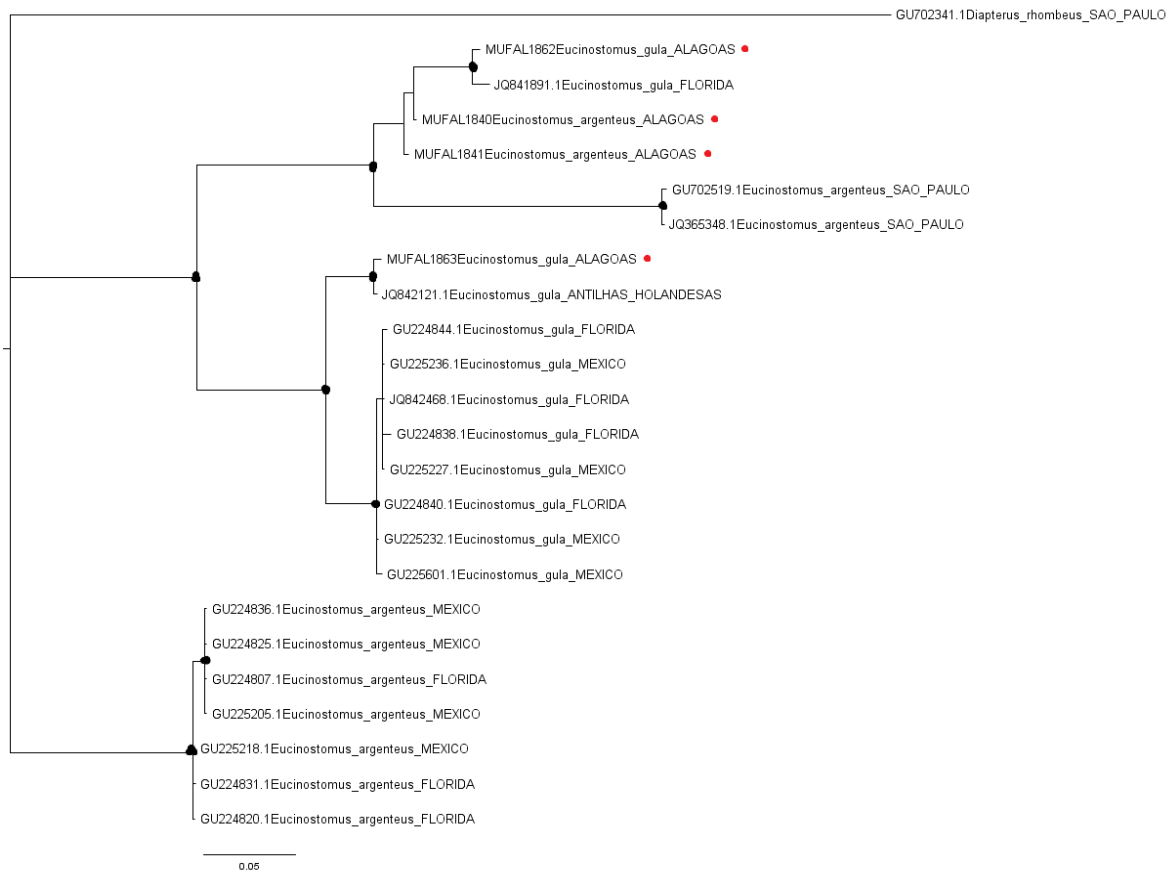 GU702341.1Diapterus_rhombeus_SAO_PAULO
MUFAL1862Eucinostomus_gula_ALAGOAS
JQ841891.1Eucinostomus_gula_FLORIDA
MUFAL1840Eucinostomus_argenteus_ALAGOAS
MUFAL1841Eucinostomus_argenteus_ALAGOAS
GU702519.1Eucinostomus_argenteus_SAO_PAULO
JQ365348.1Eucinostomus_argenteus_SAO_PAULO
MUFAL1863Eucinostomus_gula_ALAGOAS
JQ842121.1Eucinostomus_gula_ANTILHAS_HOLANDESAS
GU224844.1Eucinostomus_gula_FLORIDA
GU225236.1Eucinostomus_gula_MEXICO
JQ842468.1Eucinostomus_gula_FLORIDA
GU224838.1Eucinostomus_gula_FLORIDA
GU225227.1Eucinostomus_gula_MEXICO
GU224840.1Eucinostomus_gula_FLORIDA
GU225232.1Eucinostomus_gula_MEXICO
GU225601.1Eucinostomus_gula_MEXICO
GU224836.1Eucinostomus_argenteus_MEXICO
GU224825.1Eucinostomus_argenteus_MEXICO
GU224807.1Eucinostomus_argenteus_FLORIDA
GU225205.1Eucinostomus_argenteus_MEXICO
GU225218.1Eucinostomus_argenteus_MEXICO
GU224831.1Eucinostomus_argenteus_FLORIDA
GU224820.1Eucinostomus_argenteus_FLORIDA
0.05